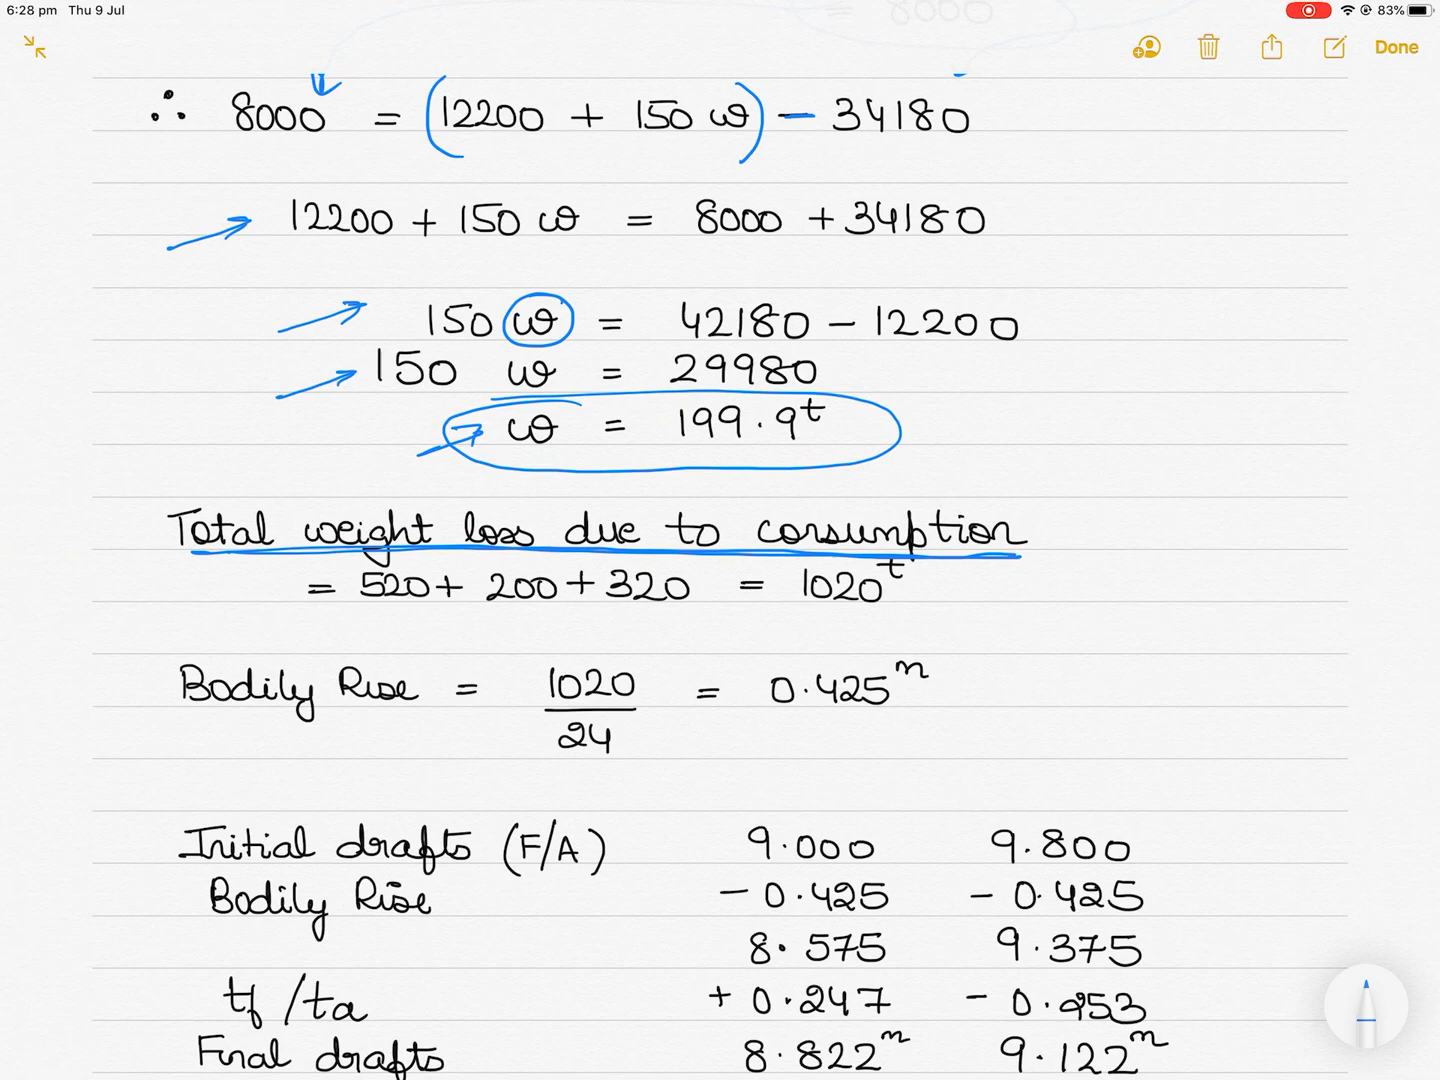 6:28 pm Thu 9 Jul 83%
= 8000
Done
∴ 8000 = (12200 + 150 ω) - 34180
12200 + 150 ω = 8000 + 34180
150 ω = 42180 - 12200
150 ω = 29980
ω = 199.9t
Total weight loss due to consumption
= 520 + 200 + 320 = 1020t
Bodily Rise = 1020/24 = 0.425m
Initial drafts (F/A) 9.000 9.800
Bodily Rise - 0.425 - 0.425
8.575 9.375
tf/ta + 0.247 - 0.253
Final drafts 8.822m 9.122m